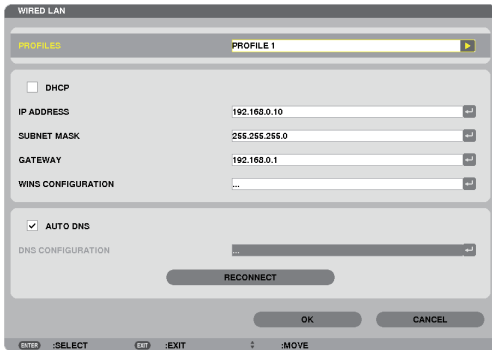 WIRED LAN
PROFILES PROFILE 1
DHCP
IP ADDRESS 192.168.0.10
SUBNET MASK 255.255.255.0
GATEWAY 192.168.0.1
WINS CONFIGURATION ...
AUTO DNS
DNS CONFIGURATION ...
RECONNECT
OK CANCEL
ENTER :SELECT EXIT :EXIT :MOVE